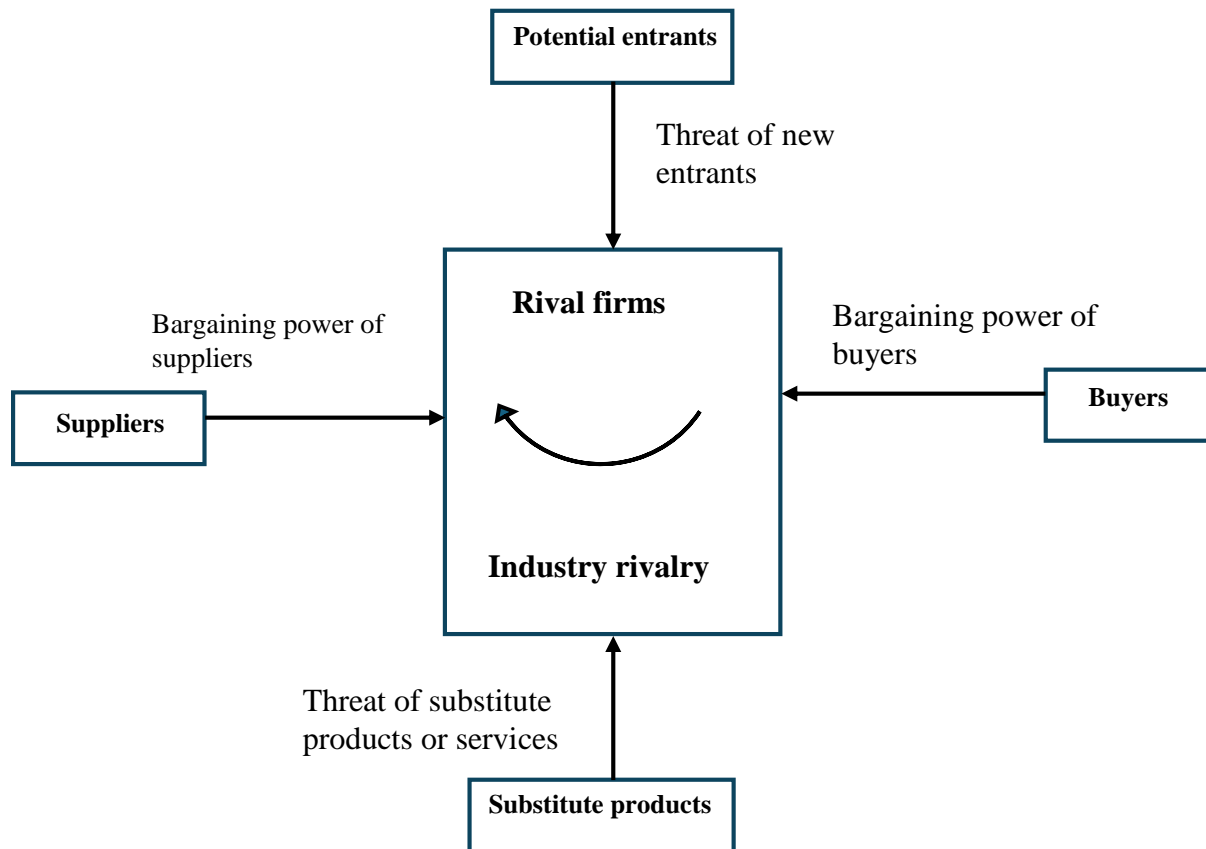 Potential entrants
Threat of new
entrants
Rival firms
Bargaining power of
suppliers
Bargaining power of
buyers
Suppliers
Buyers
Industry rivalry
Threat of substitute
products or services
Substitute products